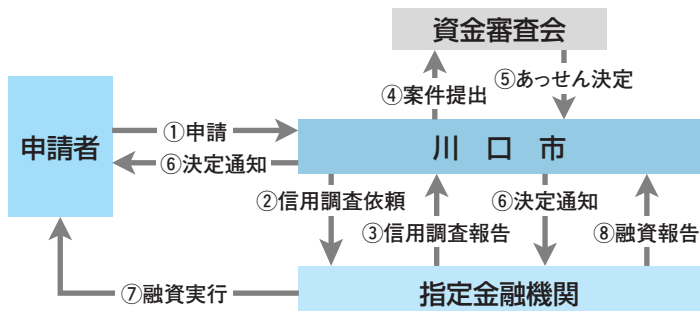 資金審査会
④案件提出
⑤あっせん決定
申請者
①申請
⑥決定通知
川口市
②信用調査依頼
③信用調査報告
⑥決定通知
⑧融資報告
⑦融資実行
指定金融機関